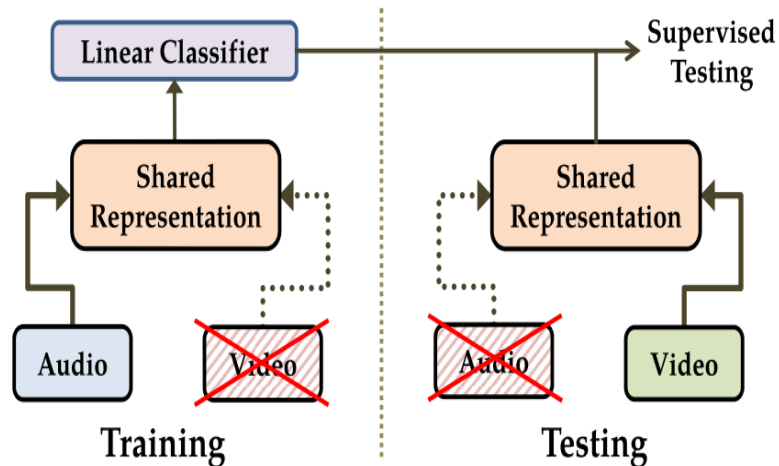 Linear Classifier
Supervised
Testing
Shared
Representation
Shared
Representation
Audio
Video
Audio
Video
Training
Testing